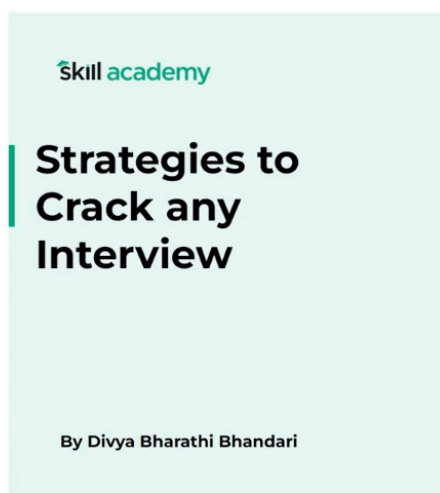 skill academy
Strategies to
Crack any
Interview
By Divya Bharathi Bhandari